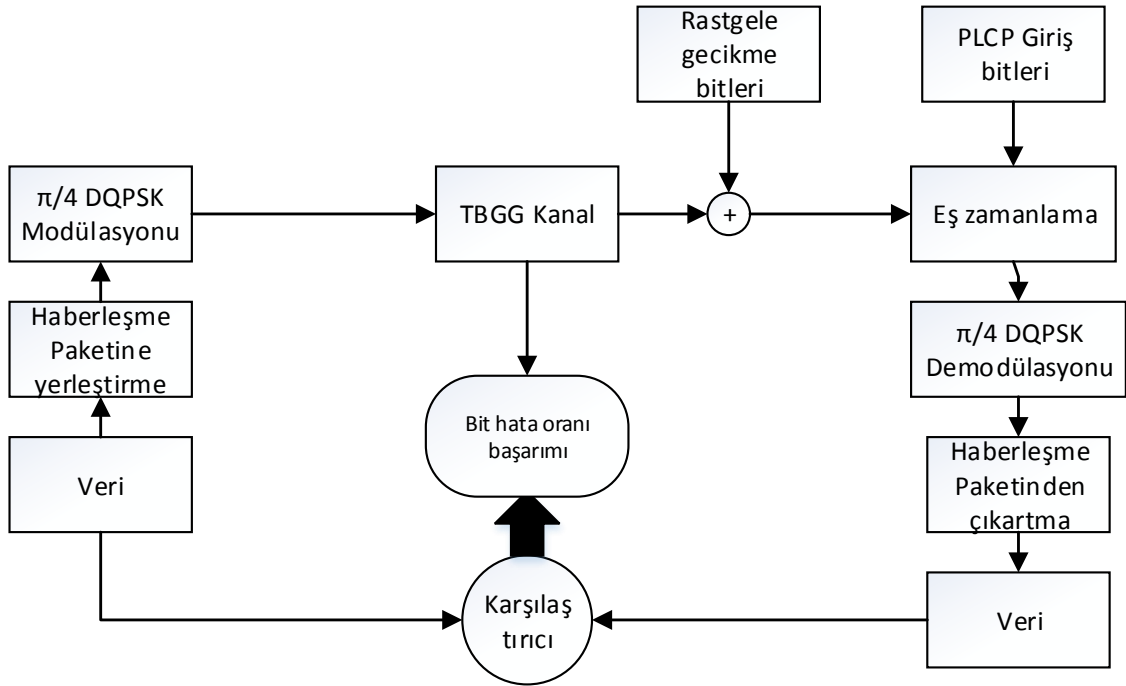 Rastgele
gecikme
bitleri
PLCP Giriş
bitleri
π/4 DQPSK
Modülasyonu
TBGG Kanal
+
Eş zamanlama
Haberleşme
Paketine
yerleştirme
π/4 DQPSK
Demodülasyonu
Bit hata oranı
başarımı
Veri
Haberleşme
Paketinden
çıkartma
Karşılaş
tırıcı
Veri